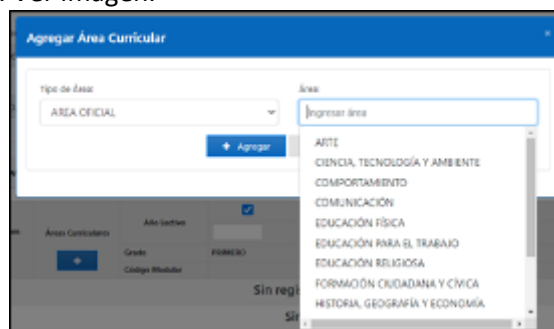 Ver imagen.
Agregar Área Curricular
×
Tipo de Área:
AREA OFICIAL
Área:
Ingresar área
+ Agregar
ARTE
CIENCIA, TECNOLOGÍA Y AMBIENTE
COMPORTAMIENTO
COMUNICACIÓN
EDUCACIÓN FÍSICA
EDUCACIÓN PARA EL TRABAJO
EDUCACIÓN RELIGIOSA
FORMACIÓN CIUDADANA Y CÍVICA
HISTORIA, GEOGRAFÍA Y ECONOMÍA
Áreas Curriculares
Año Lectivo
+
Grado
PRIMERO
Código Modular
Sin regi